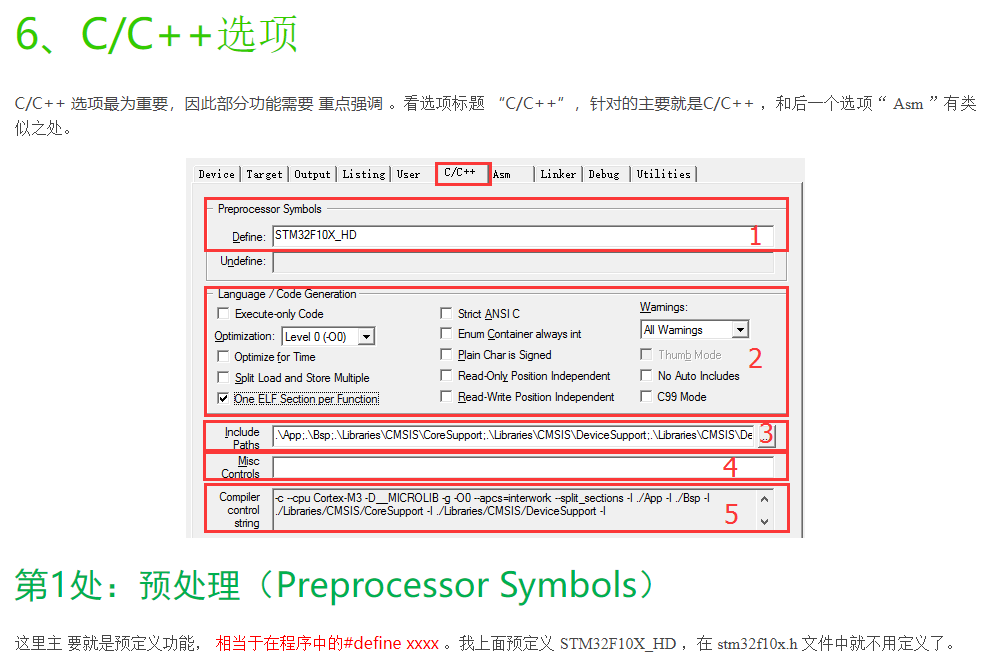 6、C/C++选项
C/C++ 选项最为重要，因此部分功能需要 重点强调 。看选项标题 “C/C++”，针对的主要就是C/C++ ，和后一个选项“ Asm ”有类
似之处。
Device Target Output Listing User C/C++ Asm Linker Debug Utilities
Preprocessor Symbols
Define: STM32F10X_HD 1
Undefine:
Language / Code Generation
Execute-only Code Strict ANSI C Warnings:
Optimization: Level 0 (-O0) Enum Container always int All Warnings
Optimize for Time Plain Char is Signed Thumb Mode 2
Split Load and Store Multiple Read-Only Position Independent No Auto Includes
One ELF Section per Function Read-Write Position Independent C99 Mode
Include
Paths .\App;.\Bsp;.\Libraries\CMSIS\CoreSupport;.\Libraries\CMSIS\DeviceSupport;.\Libraries\CMSIS\De ... 3
Misc
Controls 4
Compiler
control
string -c --cpu Cortex-M3 -D__MICROLIB -g -O0 --apcs=interwork --split_sections -I ./App -I ./Bsp -I
./Libraries/CMSIS/CoreSupport -I ./Libraries/CMSIS/DeviceSupport -I 5
第1处：预处理（Preprocessor Symbols）
这里主 要就是预定义功能， 相当于在程序中的#define xxxx 。我上面预定义 STM32F10X_HD ，在 stm32f10x.h 文件中就不用定义了。